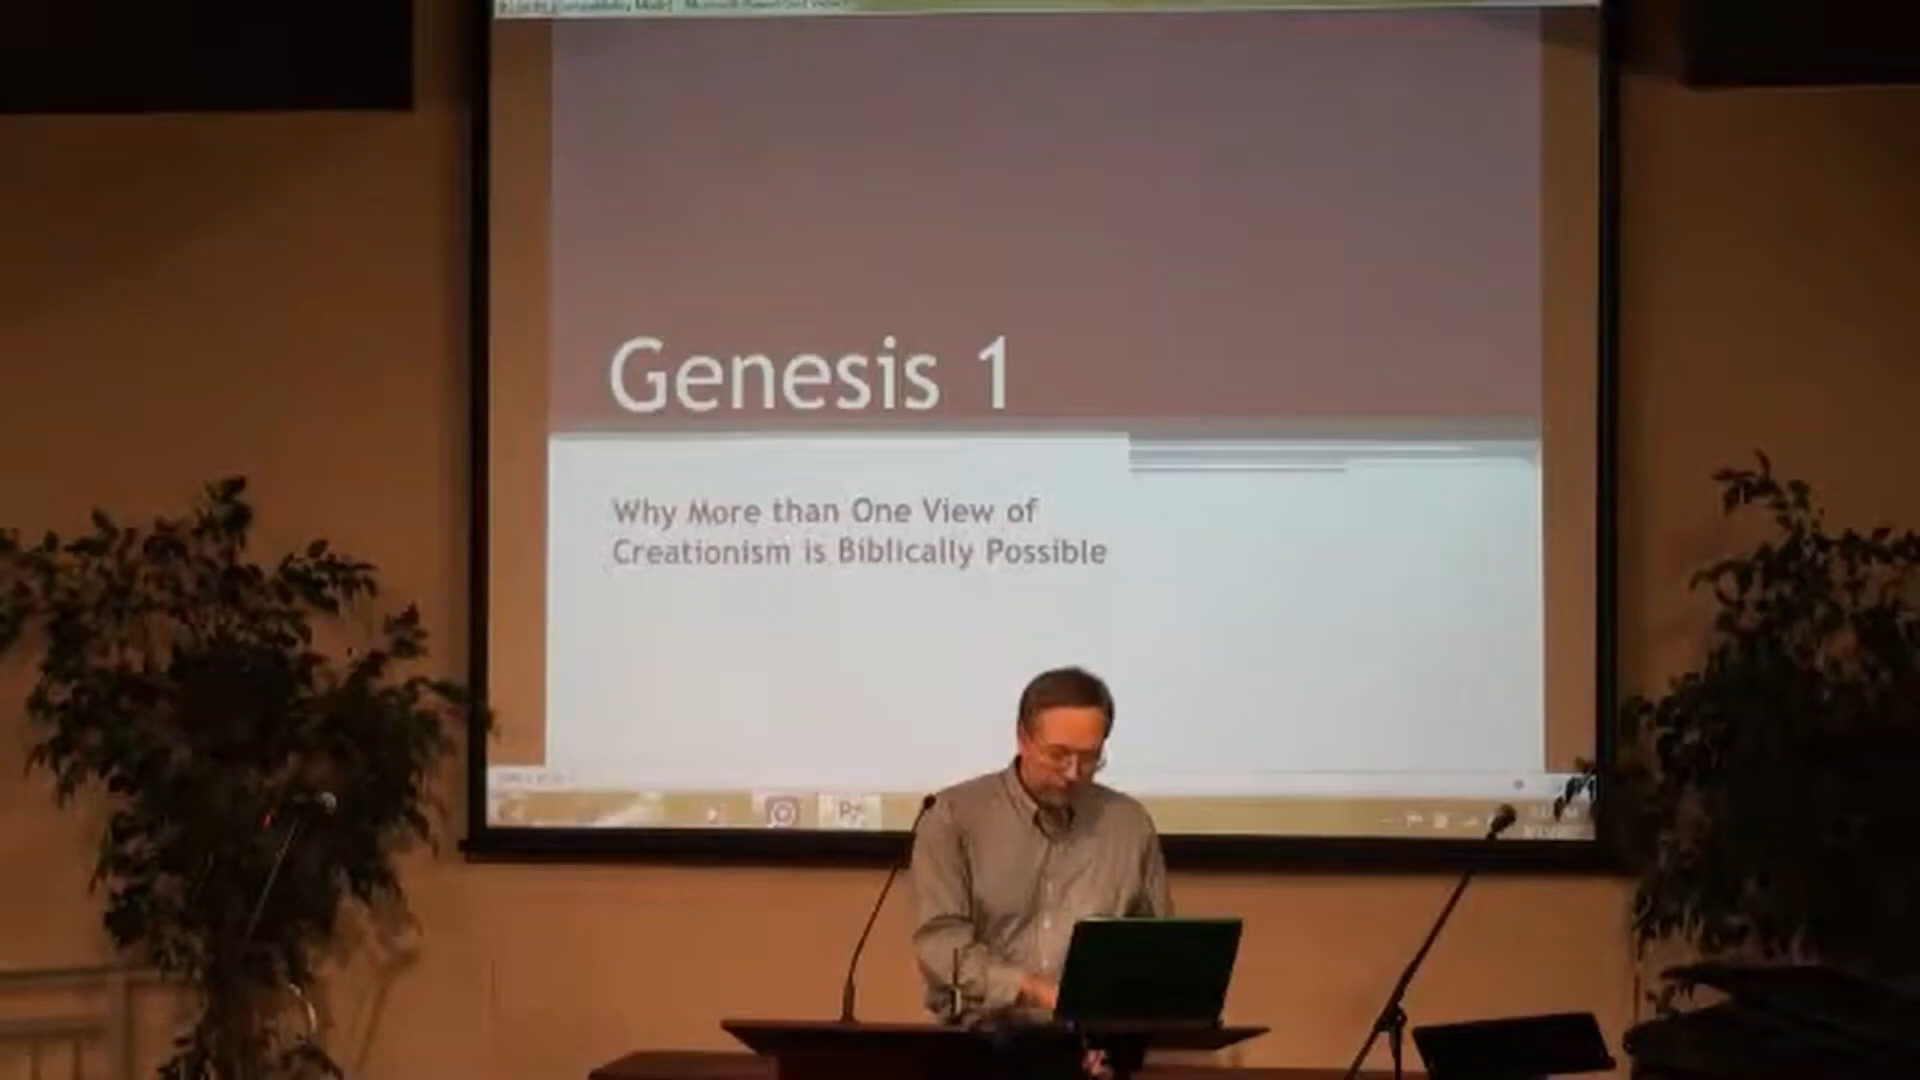 Genesis 1
Why More than One View of
Creationism is Biblically Possible